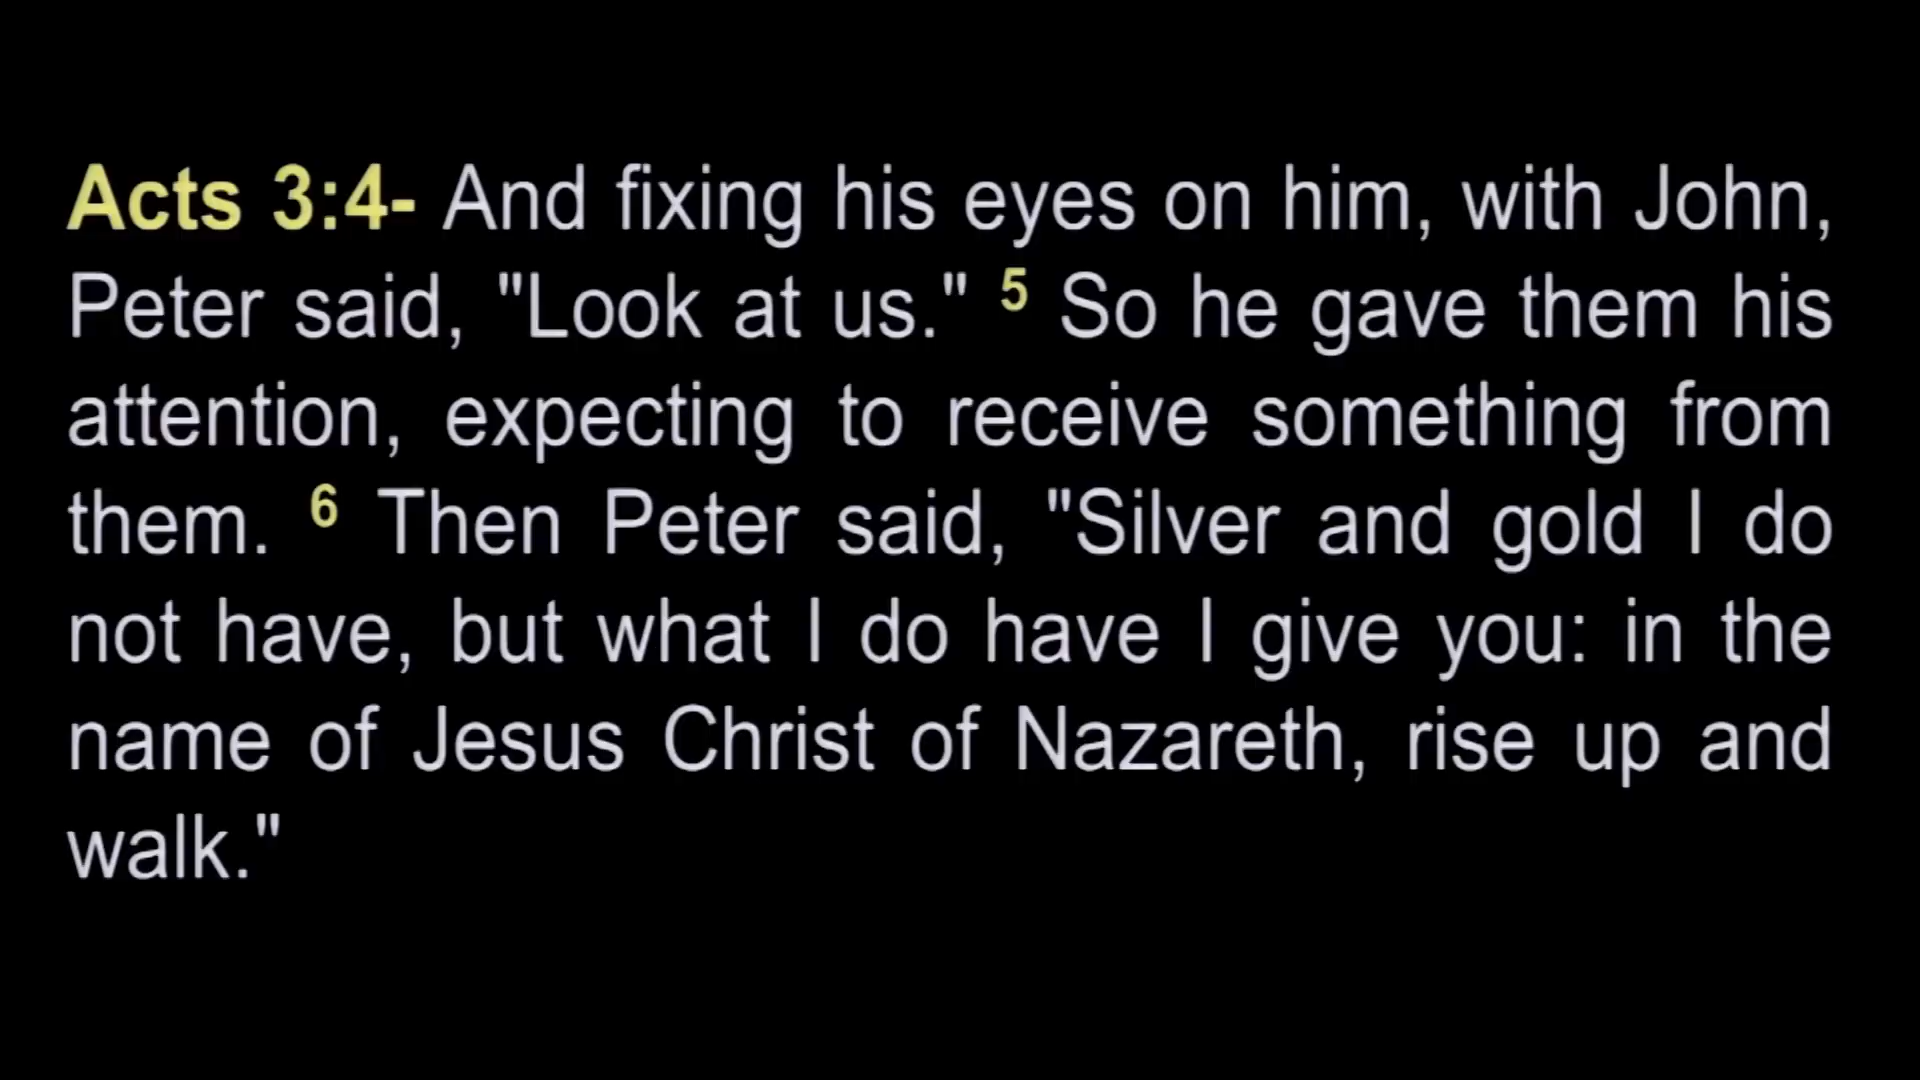 Acts 3:4- And fixing his eyes on him, with John,
Peter said, "Look at us." 5 So he gave them his
attention, expecting to receive something from
them. 6 Then Peter said, "Silver and gold I do
not have, but what I do have I give you: in the
name of Jesus Christ of Nazareth, rise up and
walk."